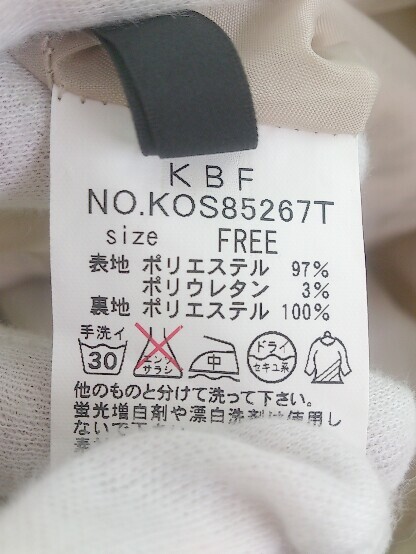 KBF
NO.KOS85267T
size FREE
表地 ポリエステル 97%
ポリウレタン 3%
裏地 ポリエステル 100%
手洗イ 30 エンソ サラシ 中 ドライ セキユ系
他のものと分けて洗って下さい。
蛍光増白剤や漂白洗剤は使用し
ないで下